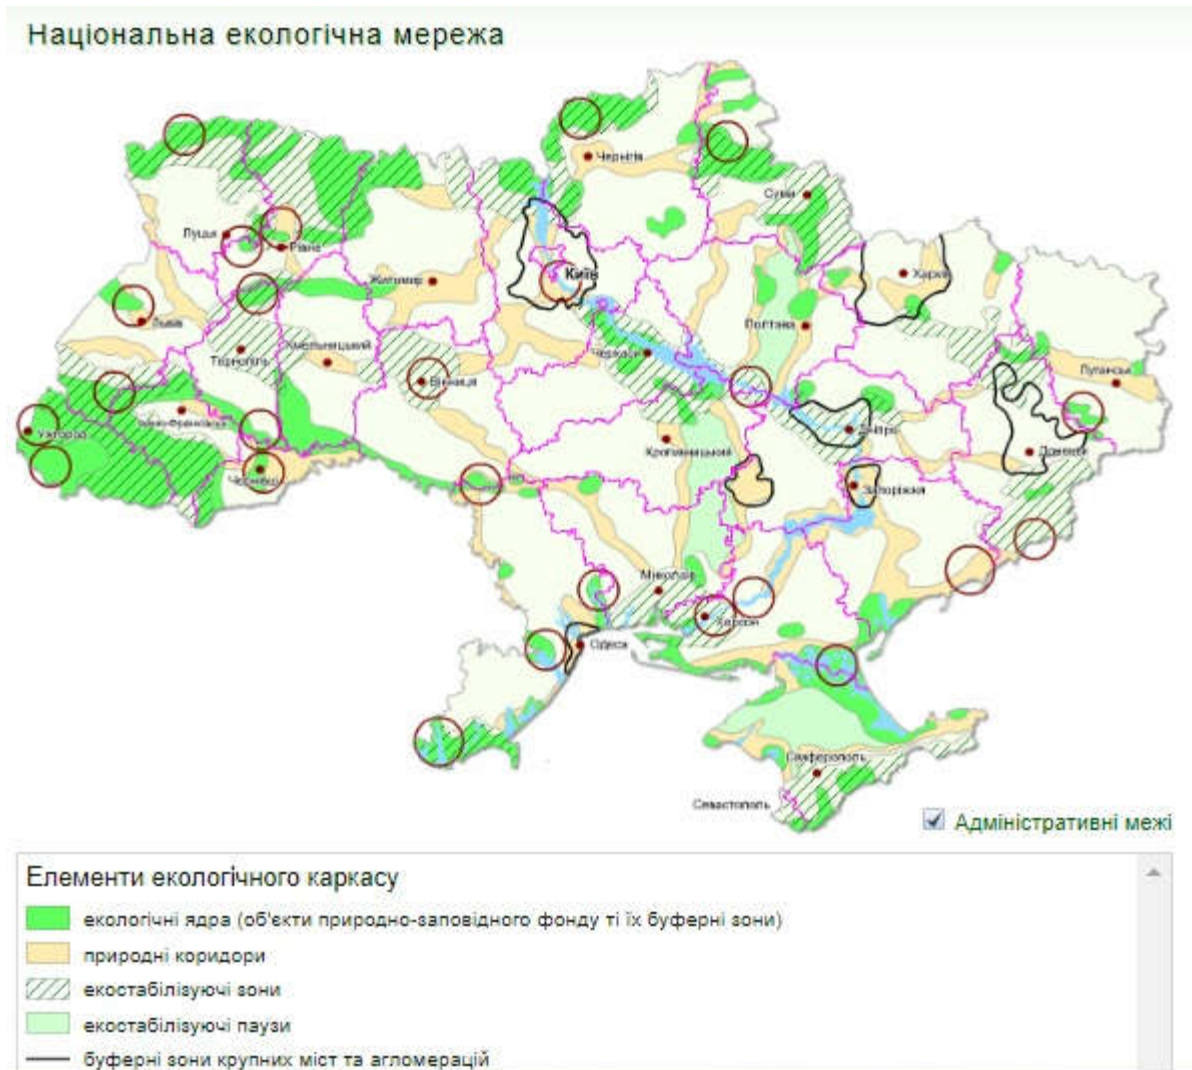 Національна екологічна мережа
Чернігів
Суми
Луцьк
Рівне
Київ
Харків
Житомир
Львів
Полтава
Тернопіль
Хмельницький
Черкаси
Вінниця
Луганськ
Івано-Франківськ
Ужгород
Дніпро
Кропивницький
Донецьк
Чернівці
Запоріжжя
Миколаїв
Херсон
Одеса
Сімферополь
Севастополь
Адміністративні межі
Елементи екологічного каркасу
екологічні ядра (об'єкти природно-заповідного фонду ті їх буферні зони)
природні коридори
екостабілізуючі зони
екостабілізуючі паузи
буферні зони крупних міст та агломерацій